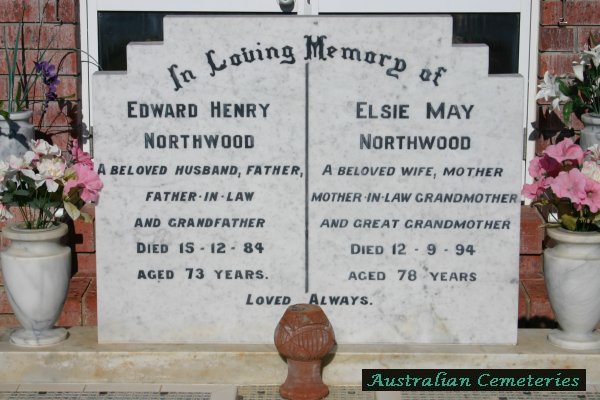 In Loving Memory of
EDWARD HENRY
NORTHWOOD
A BELOVED HUSBAND, FATHER,
FATHER-IN-LAW
AND GRANDFATHER
DIED 15-12-84
AGED 73 YEARS.
ELSIE MAY
NORTHWOOD
A BELOVED WIFE, MOTHER
MOTHER-IN-LAW GRANDMOTHER
AND GREAT GRANDMOTHER
DIED 12-9-94
AGED 78 YEARS
LOVED ALWAYS.
Australian Cemeteries